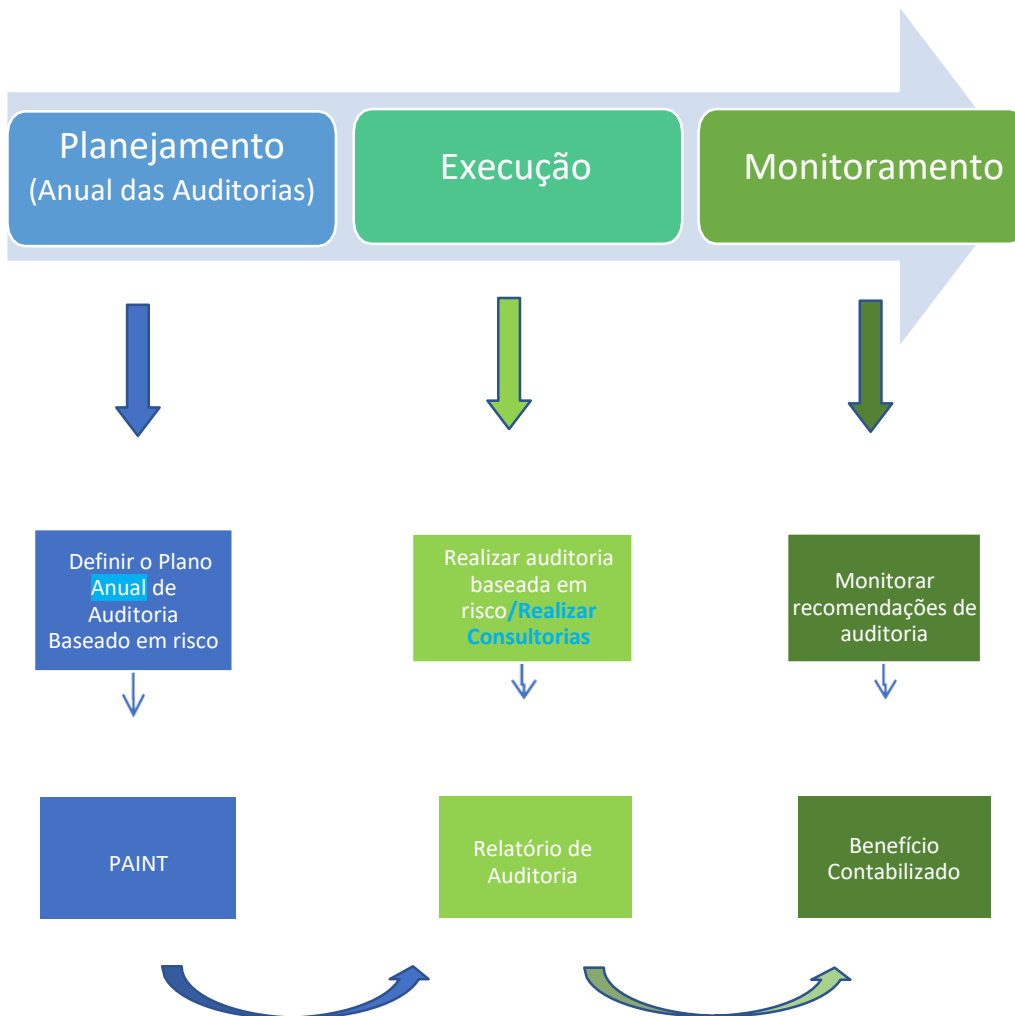 Planejamento
(Anual das Auditorias)
Execução
Monitoramento
Definir o Plano
Anual de
Auditoria
Baseado em risco
Realizar auditoria
baseada em
risco/Realizar
Consultorias
Monitorar
recomendações de
auditoria
PAINT
Relatório de
Auditoria
Benefício
Contabilizado